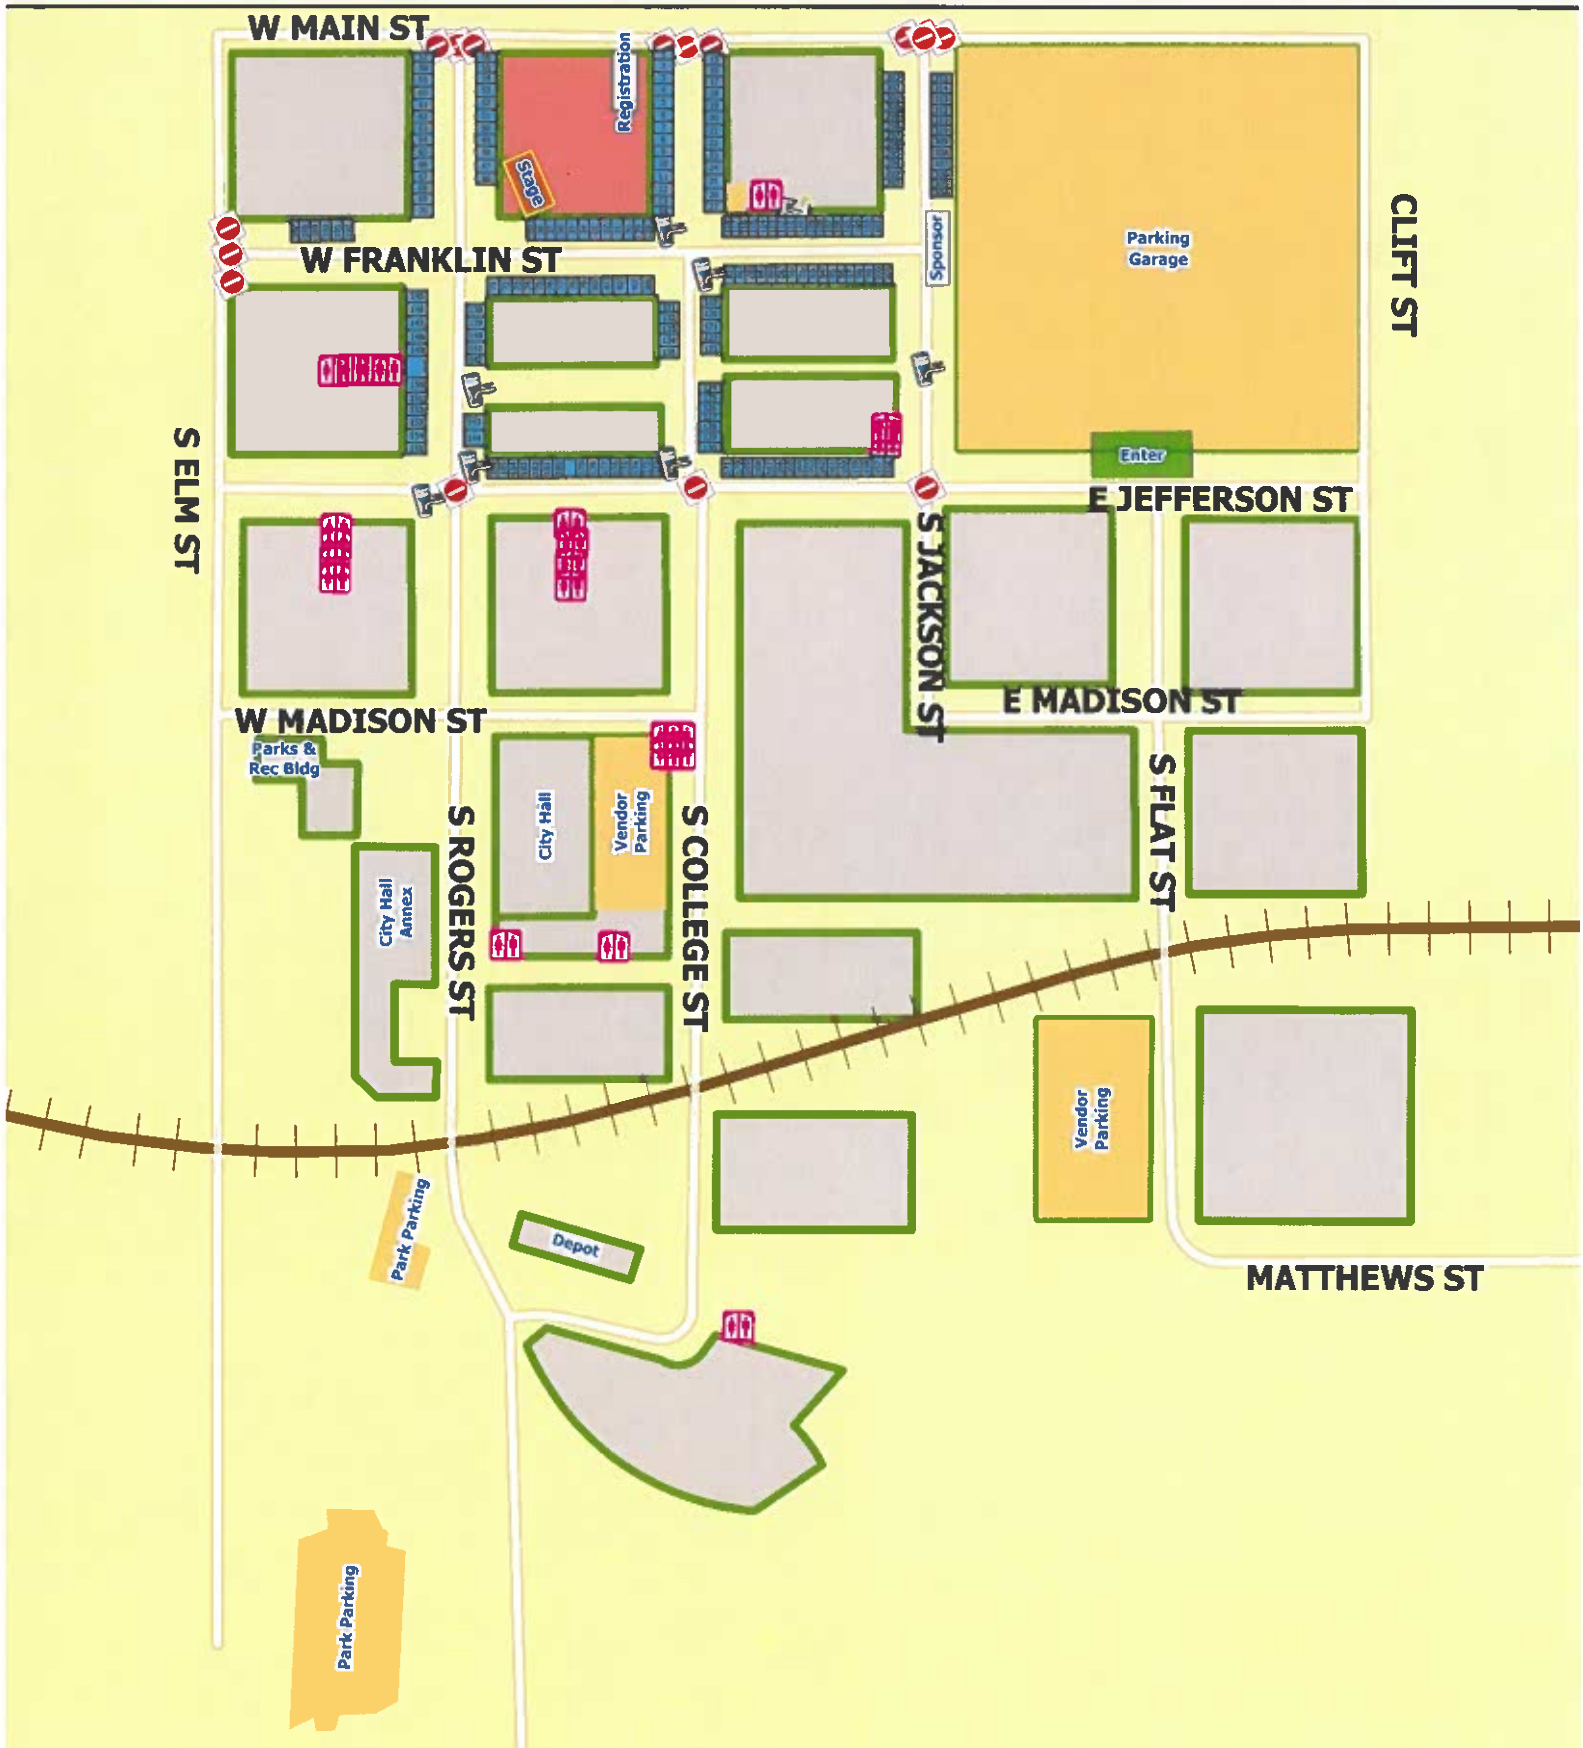 W MAIN ST
Registration
Stage
W FRANKLIN ST
Sponsor
Parking
Garage
CLIFT ST
S ELM ST
Enter
E JEFFERSON ST
S JACKSON ST
E MADISON ST
W MADISON ST
Parks &
Rec Bldg
City Hall
Vendor
Parking
S ROGERS ST
S COLLEGE ST
S FLAT ST
City Hall
Annex
Vendor
Parking
Park Parking
Depot
MATTHEWS ST
Park Parking